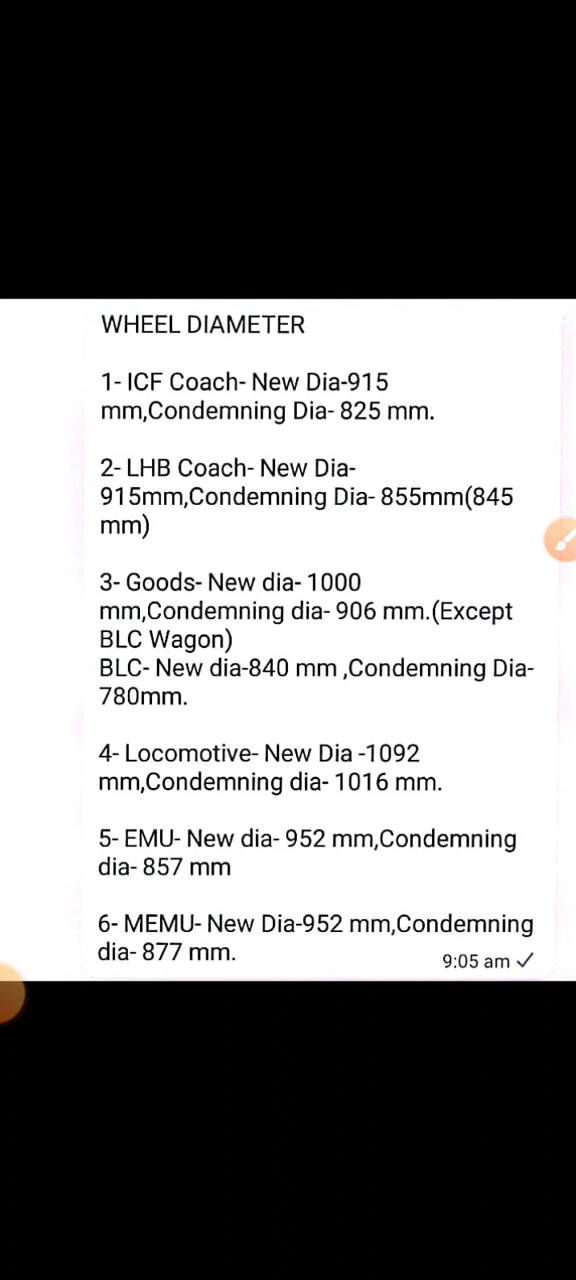 WHEEL DIAMETER
1- ICF Coach- New Dia-915
mm,Condemning Dia- 825 mm.
2- LHB Coach- New Dia-
915mm,Condemning Dia- 855mm(845
mm)
3- Goods- New dia- 1000
mm,Condemning dia- 906 mm.(Except
BLC Wagon)
BLC- New dia-840 mm ,Condemning Dia-
780mm.
4- Locomotive- New Dia -1092
mm,Condemning dia- 1016 mm.
5- EMU- New dia- 952 mm,Condemning
dia- 857 mm
6- MEMU- New Dia-952 mm,Condemning
dia- 877 mm.
9:05 am ✓